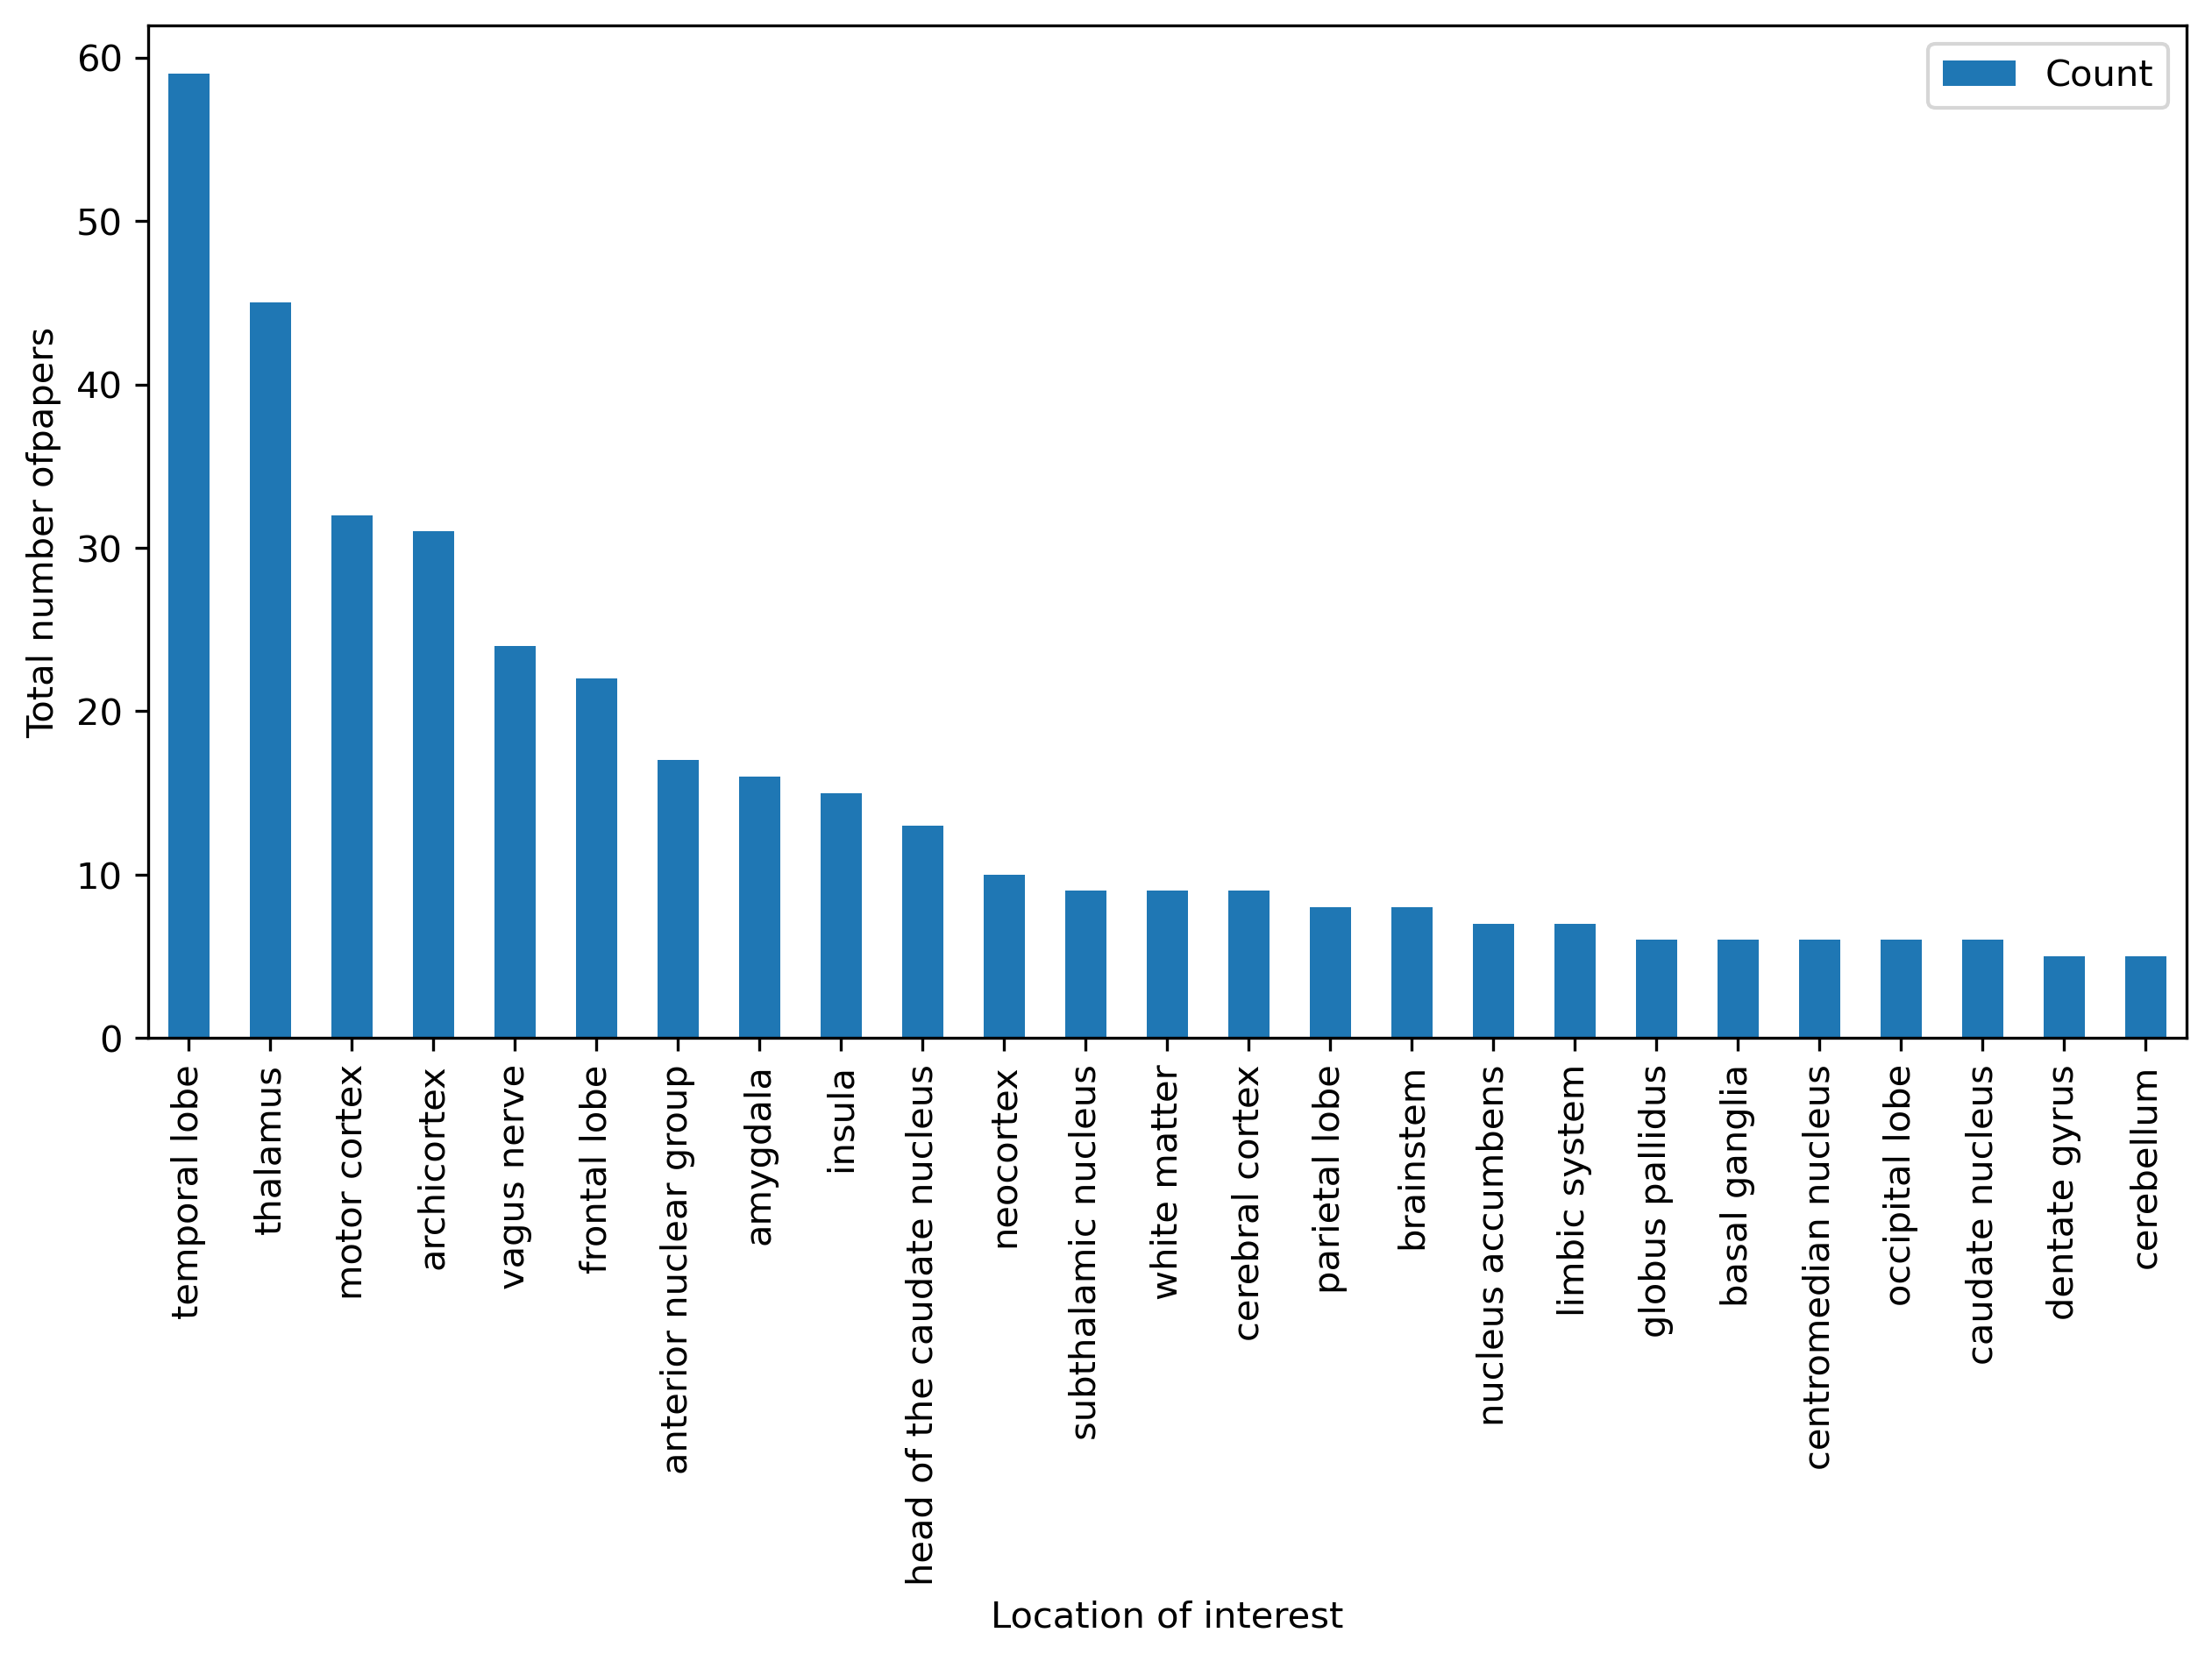 Count
Total number ofpapers
60
50
40
30
20
10
0
temporal lobe
thalamus
motor cortex
archicortex
vagus nerve
frontal lobe
anterior nuclear group
amygdala
insula
head of the caudate nucleus
neocortex
subthalamic nucleus
white matter
cerebral cortex
parietal lobe
brainstem
nucleus accumbens
limbic system
globus pallidus
basal ganglia
centromedian nucleus
occipital lobe
caudate nucleus
dentate gyrus
cerebellum
Location of interest